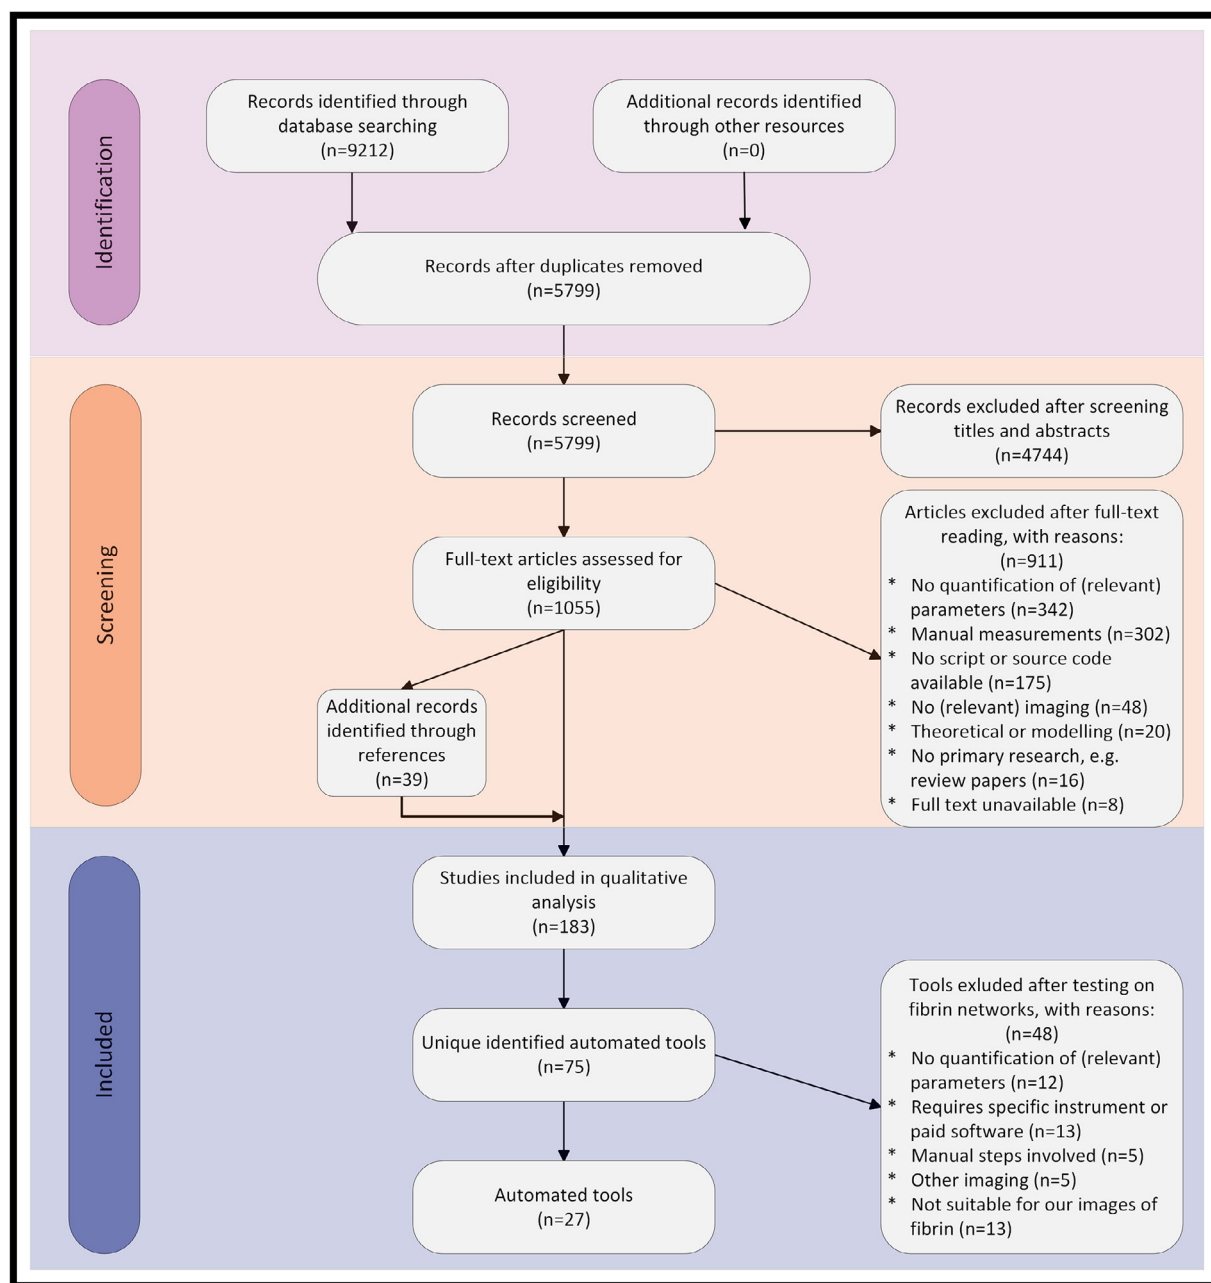 Identification
Records identified through
database searching
(n=9212)
Additional records identified
through other resources
(n=0)
Records after duplicates removed
(n=5799)
Screening
Records screened
(n=5799)
Records excluded after screening
titles and abstracts
(n=4744)
Full-text articles assessed for
eligibility
(n=1055)
Articles excluded after full-text
reading, with reasons:
(n=911)
* No quantification of (relevant)
parameters (n=342)
* Manual measurements (n=302)
* No script or source code
available (n=175)
* No (relevant) imaging (n=48)
* Theoretical or modelling (n=20)
* No primary research, e.g.
review papers (n=16)
* Full text unavailable (n=8)
Additional records
identified through
references
(n=39)
Included
Studies included in qualitative
analysis
(n=183)
Unique identified automated tools
(n=75)
Tools exluded after testing on
fibrin networks, with reasons:
(n=48)
* No quantification of (relevant)
parameters (n=12)
* Requires specific instrument or
paid software (n=13)
* Manual steps involved (n=5)
* Other imaging (n=5)
* Not suitable for our images of
fibrin (n=13)
Automated tools
(n=27)